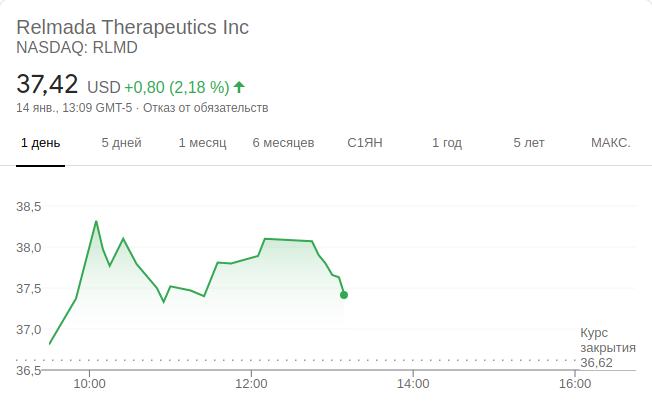 Relmada Therapeutics Inc
NASDAQ: RLMD
37,42 USD +0,80 (2,18 %)
14 янв., 13:09 GMT-5 · Отказ от обязательств
1 день 5 дней 1 месяц 6 месяцев С1ЯН 1 год 5 лет МАКС.
38,5
38,0
37,5
37,0
36,5
Курс
закрытия
36,62
10:00 12:00 14:00 16:00